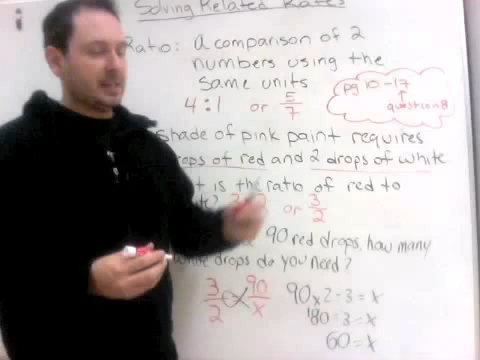 Solving Related Rates
Ratio: A comparison of 2
numbers using the
same units
4:1 or 5/7
pg 10-17
question 8
shade of pink paint requires
drops of red and 2 drops of white
is the ratio of red to
or 3/2
90 red drops, how many
drops do you need?
3/2 90/x
90 x 2 ÷ 3 = x
180 ÷ 3 = x
60 = x